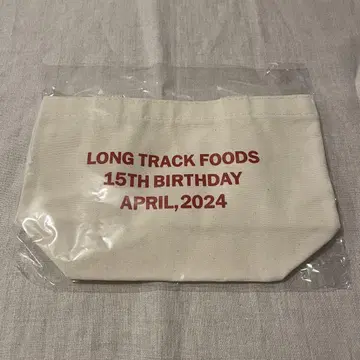 LONG TRACK FOODS
15TH BIRTHDAY
APRIL,2024